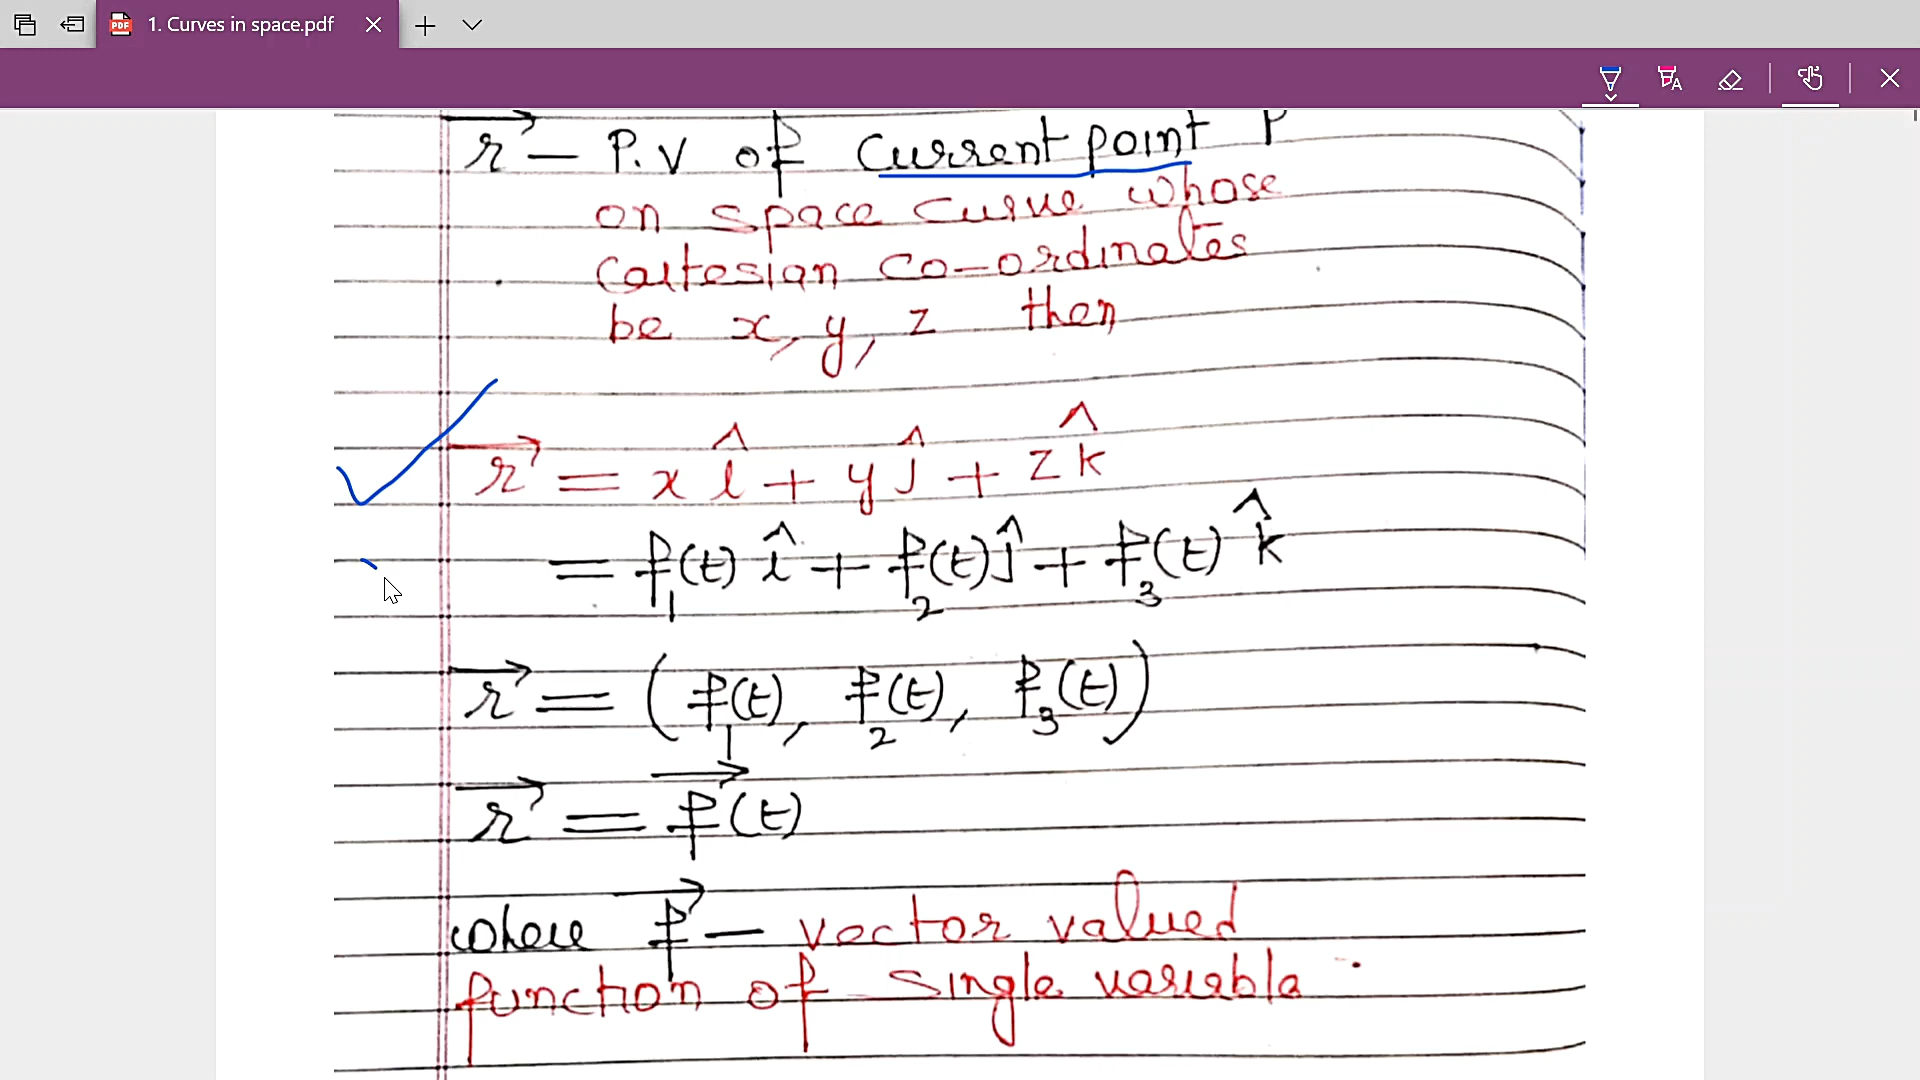 1. Curves in space.pdf
r⃗ — P.V of Current point P
on space curve whose
Cartesian co-ordinates
be x, y, z then
r⃗ = x î + y ĵ + z k̂
= f₁(t) î + f₂(t) ĵ + f₃(t) k̂
r⃗ = (f₁(t), f₂(t), f₃(t))
r⃗ = f⃗(t)
where f⃗ — vector valued
function of single variable